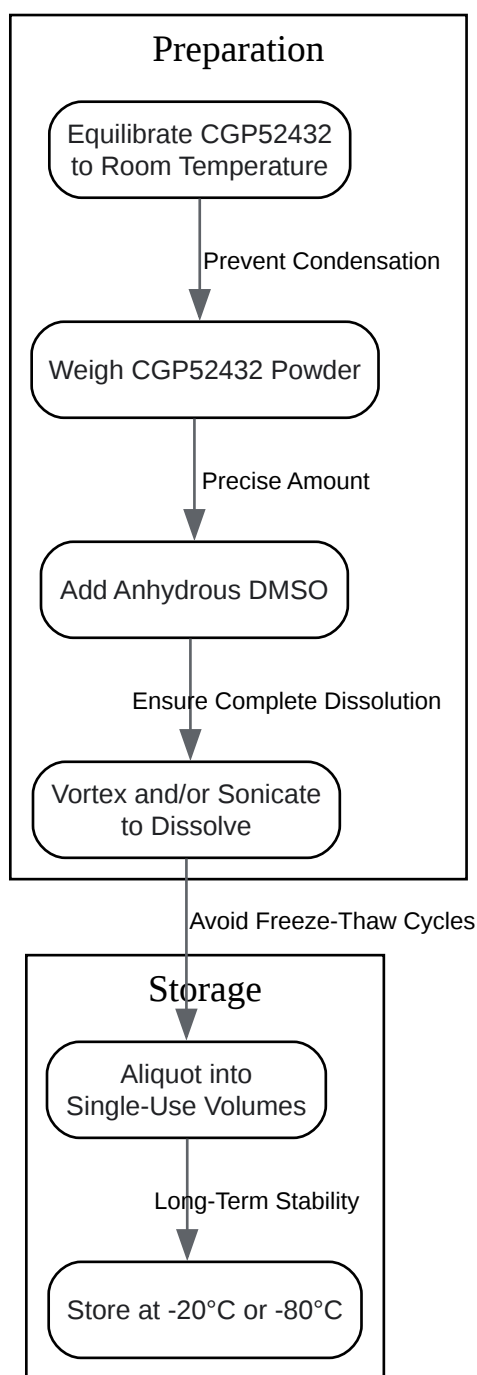 Preparation
Equilibrate CGP52432
to Room Temperature
Prevent Condensation
Weigh CGP52432 Powder
Precise Amount
Add Anhydrous DMSO
Ensure Complete Dissolution
Vortex and/or Sonicate
to Dissolve
Avoid Freeze-Thaw Cycles
Storage
Aliquot into
Single-Use Volumes
Long-Term Stability
Store at -20°C or -80°C